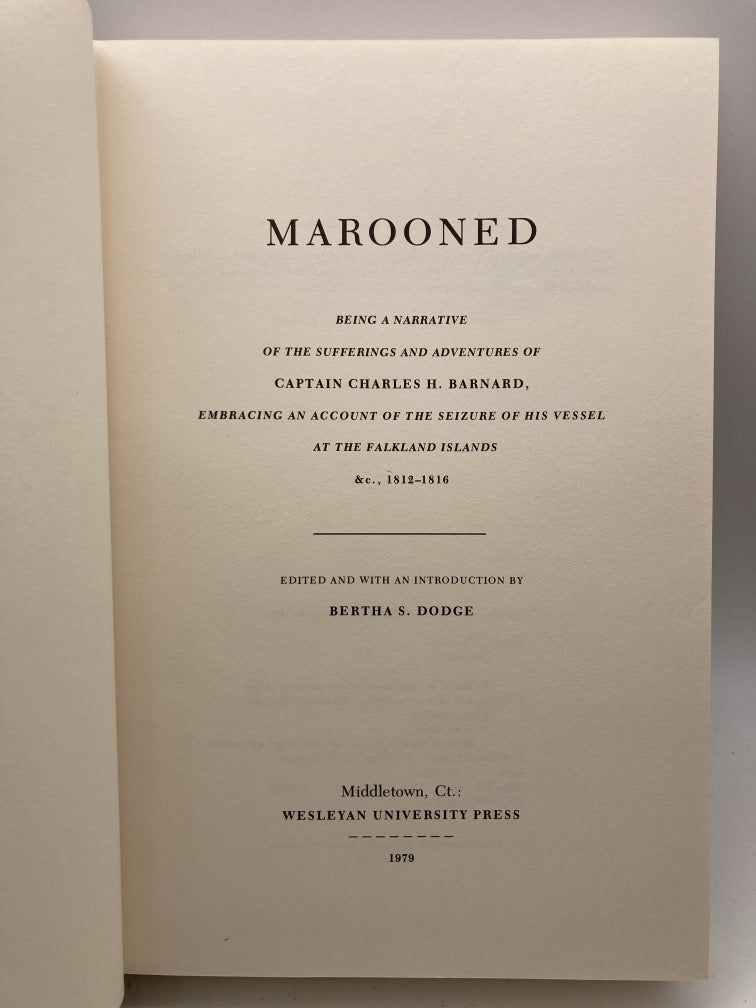 MAROONED
BEING A NARRATIVE
OF THE SUFFERINGS AND ADVENTURES OF
CAPTAIN CHARLES H. BARNARD,
EMBRACING AN ACCOUNT OF THE SEIZURE OF HIS VESSEL
AT THE FALKLAND ISLANDS
&c., 1812–1816
EDITED AND WITH AN INTRODUCTION BY
BERTHA S. DODGE
Middletown, Ct.:
WESLEYAN UNIVERSITY PRESS
1979